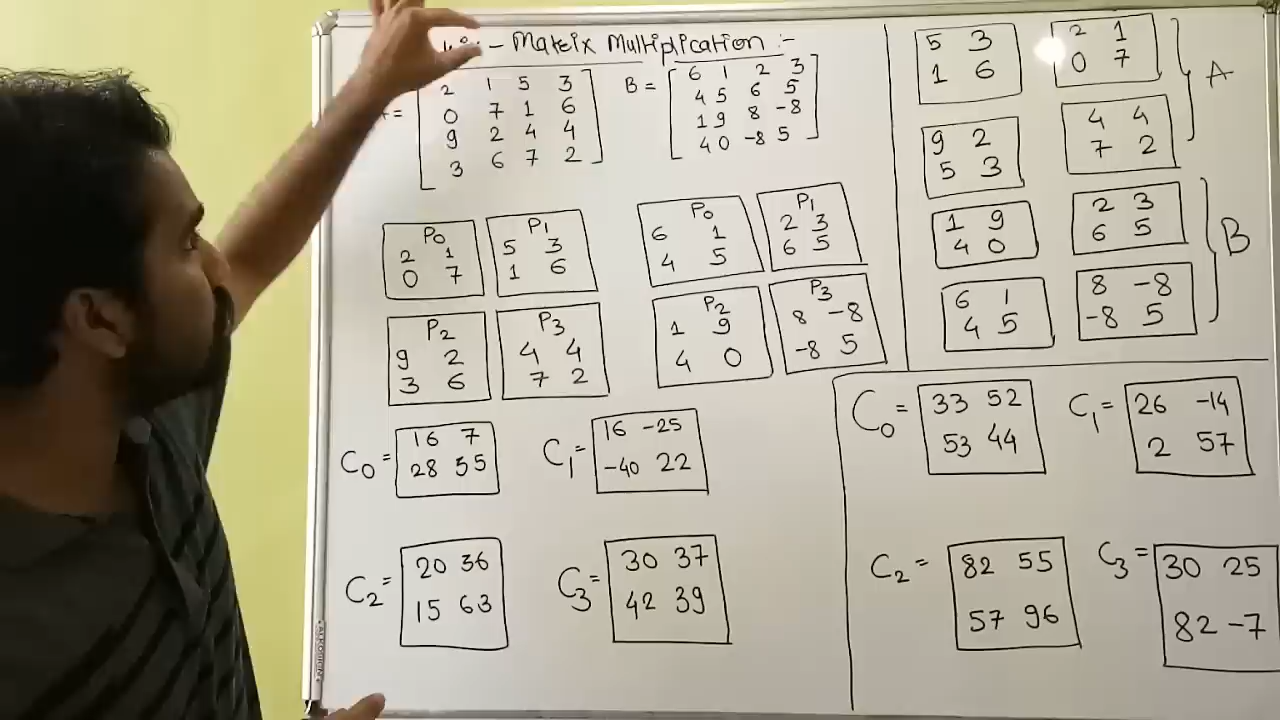 - Matrix Multiplication :-
2 1 5 3
0 7 1 6
9 2 4 4
3 6 7 2
B =
6 1 2 3
4 5 6 5
1 9 8 -8
4 0 -8 5
P0
2 1
0 7
P1
5 3
1 6
P2
9 2
3 6
P3
4 4
7 2
P0
6 1
4 5
P1
2 3
6 5
P2
1 9
4 0
P3
8 -8
-8 5
C0 =
16 7
28 55
C1 =
16 -25
-40 22
C2 =
20 36
15 63
C3 =
30 37
42 39
5 3
1 6
2 1
0 7
9 2
5 3
4 4
7 2
A
1 9
4 0
2 3
6 5
6 1
4 5
8 -8
-8 5
B
C0 =
33 52
53 44
C1 =
26 -14
2 57
C2 =
82 55
57 96
C3 =
30 25
82 -7